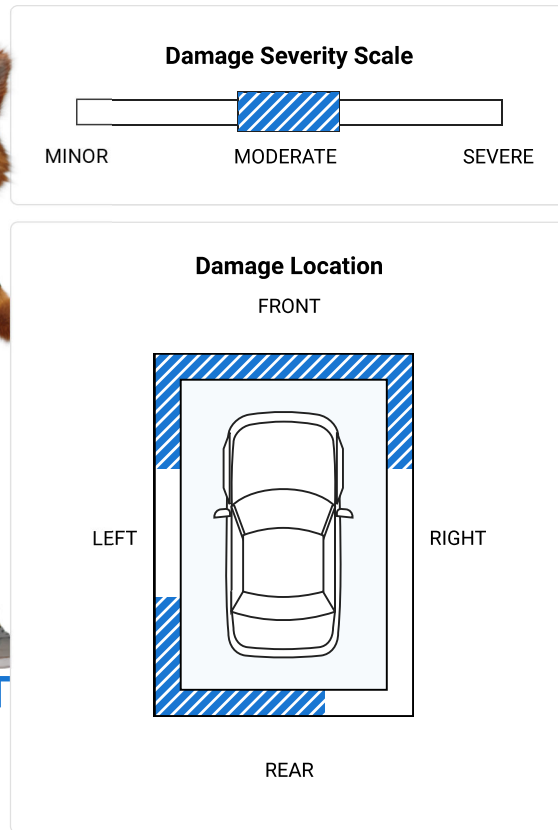 Damage Severity Scale
MINOR MODERATE SEVERE
Damage Location
FRONT
LEFT RIGHT
REAR